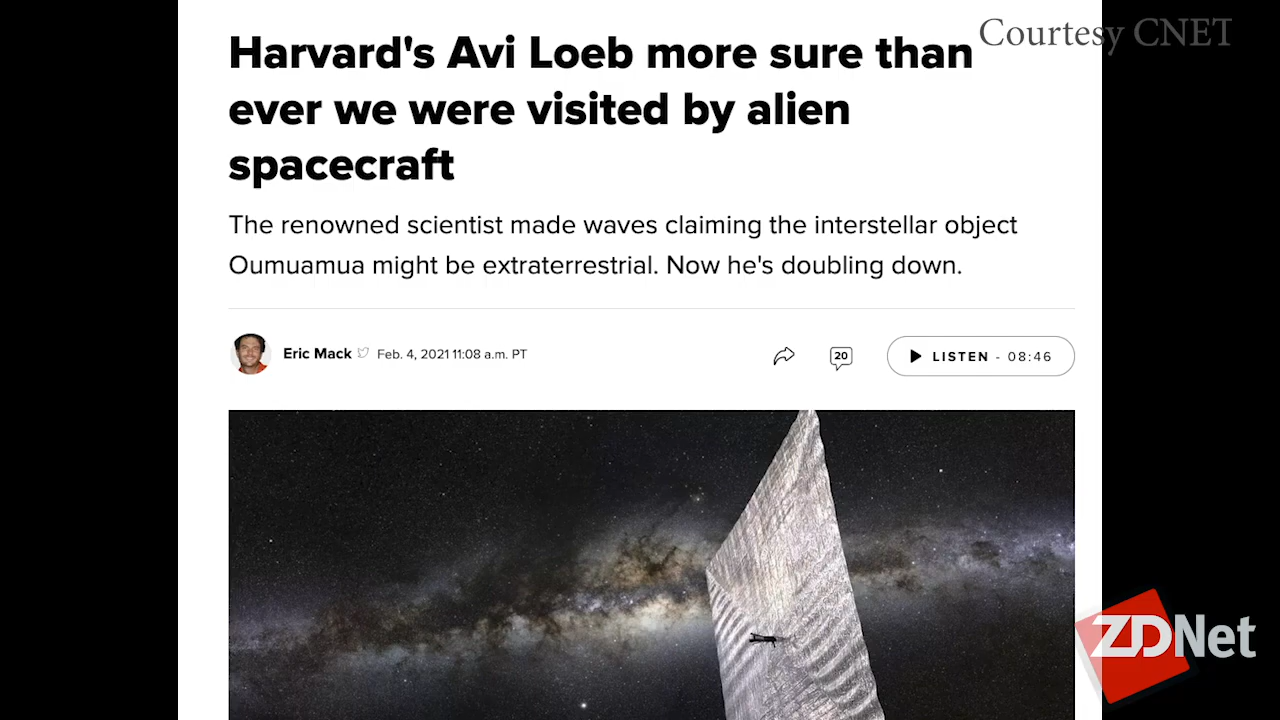 Courtesy CNET
Harvard's Avi Loeb more sure than
ever we were visited by alien
spacecraft
The renowned scientist made waves claiming the interstellar object
Oumuamua might be extraterrestrial. Now he's doubling down.
Eric Mack Feb. 4, 2021 11:08 a.m. PT
20
LISTEN - 08:46
ZDNet